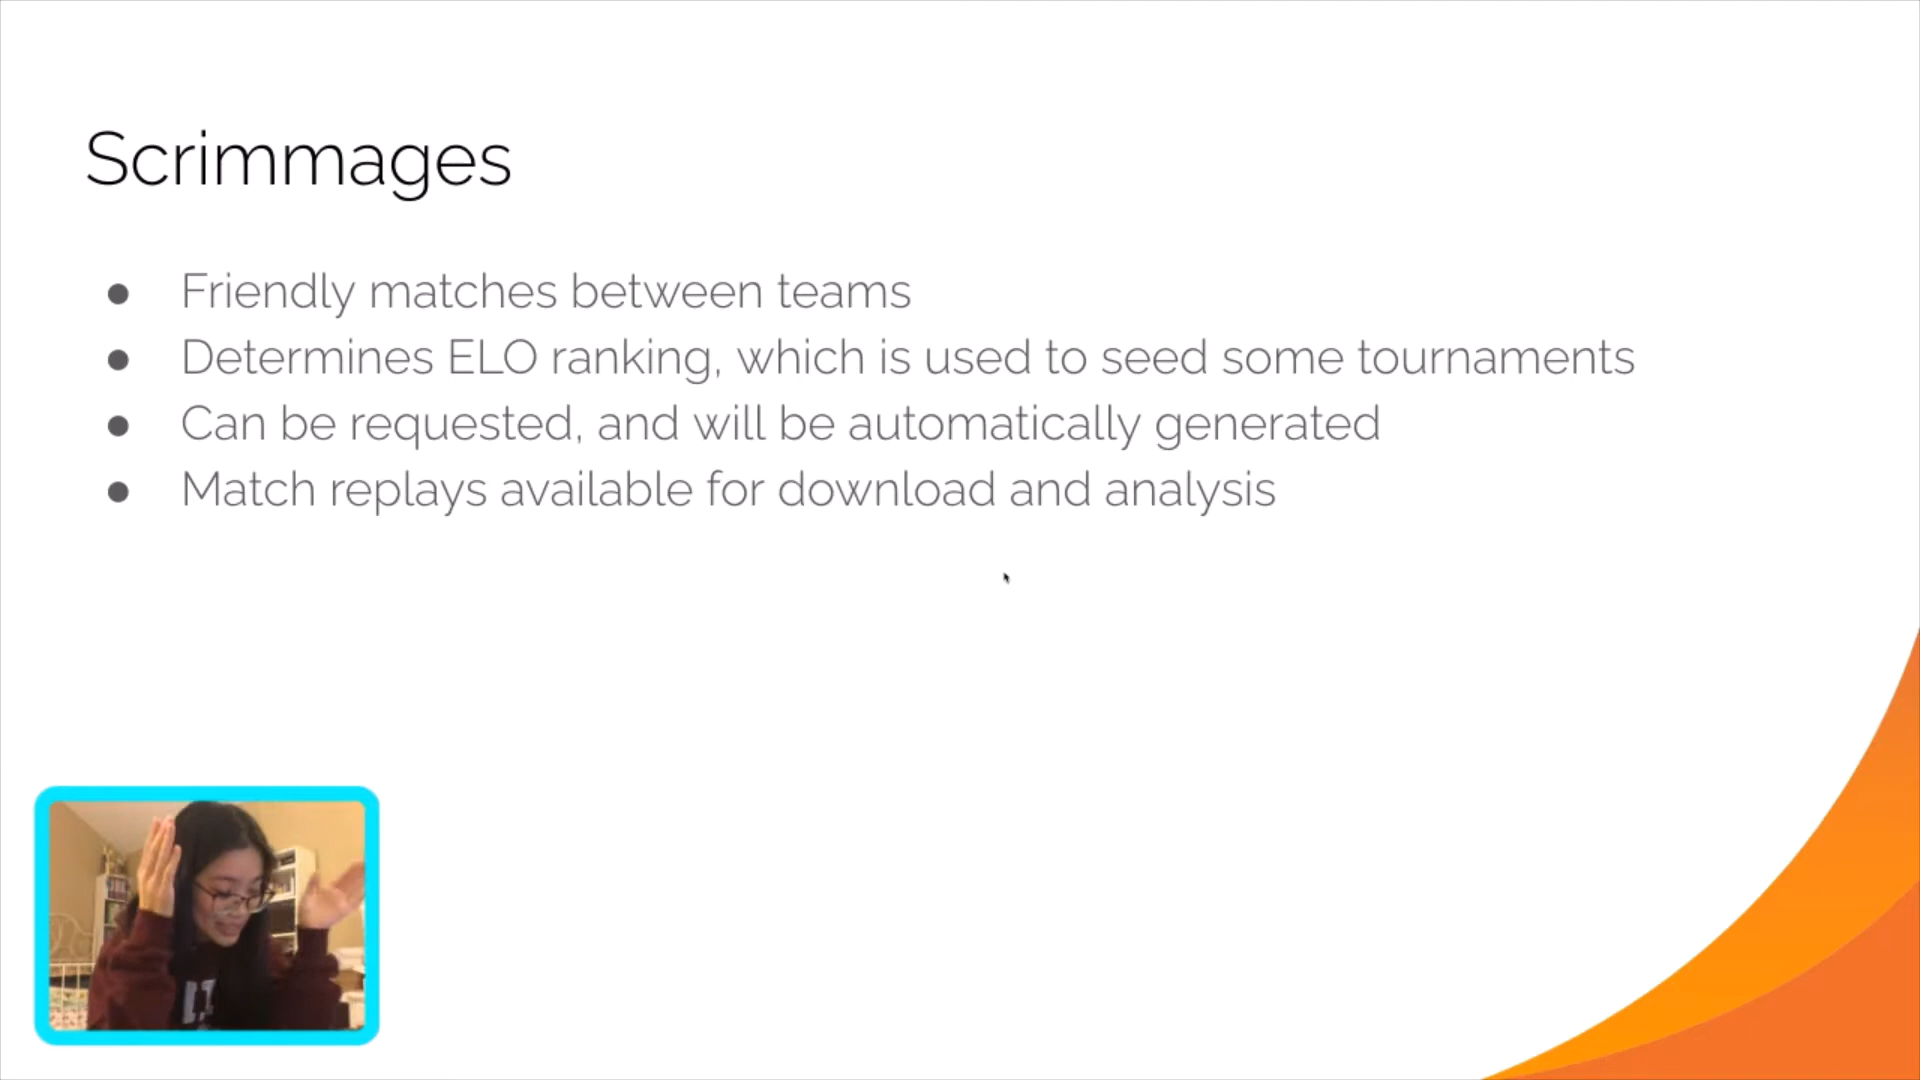 Scrimmages
● Friendly matches between teams
● Determines ELO ranking, which is used to seed some tournaments
● Can be requested, and will be automatically generated
● Match replays available for download and analysis